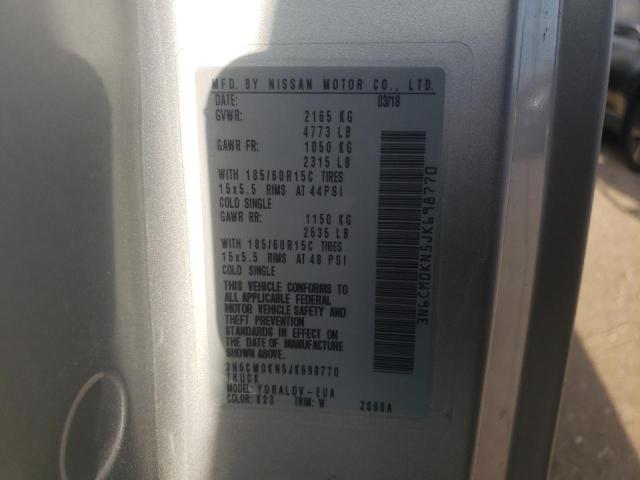 MFD. BY NISSAN MOTOR CO., LTD.
DATE: 03/18
GVWR: 2165 KG
4773 LB
GAWR FR: 1050 KG
2315 LB
WITH 185/60R15C TIRES
15x5.5 RIMS AT 44PSI
COLD SINGLE
GAWR RR: 1150 KG
2535 LB
WITH 185/60R15C TIRES
15x5.5 RIMS AT 48 PSI
COLD SINGLE
THIS VEHICLE CONFORMS TO
ALL APPLICABLE FEDERAL
MOTOR VEHICLE SAFETY AND
THEFT PREVENTION
STANDARDS IN EFFECT ON
THE DATE OF MANUFACTURE
SHOWN ABOVE.
3N6CM0KN5JK698770
TRUCK
MODEL: YDRALDV-EUA
COLOR: K23 TRIM: W ZS00A
3N6CM0KN5JK698770